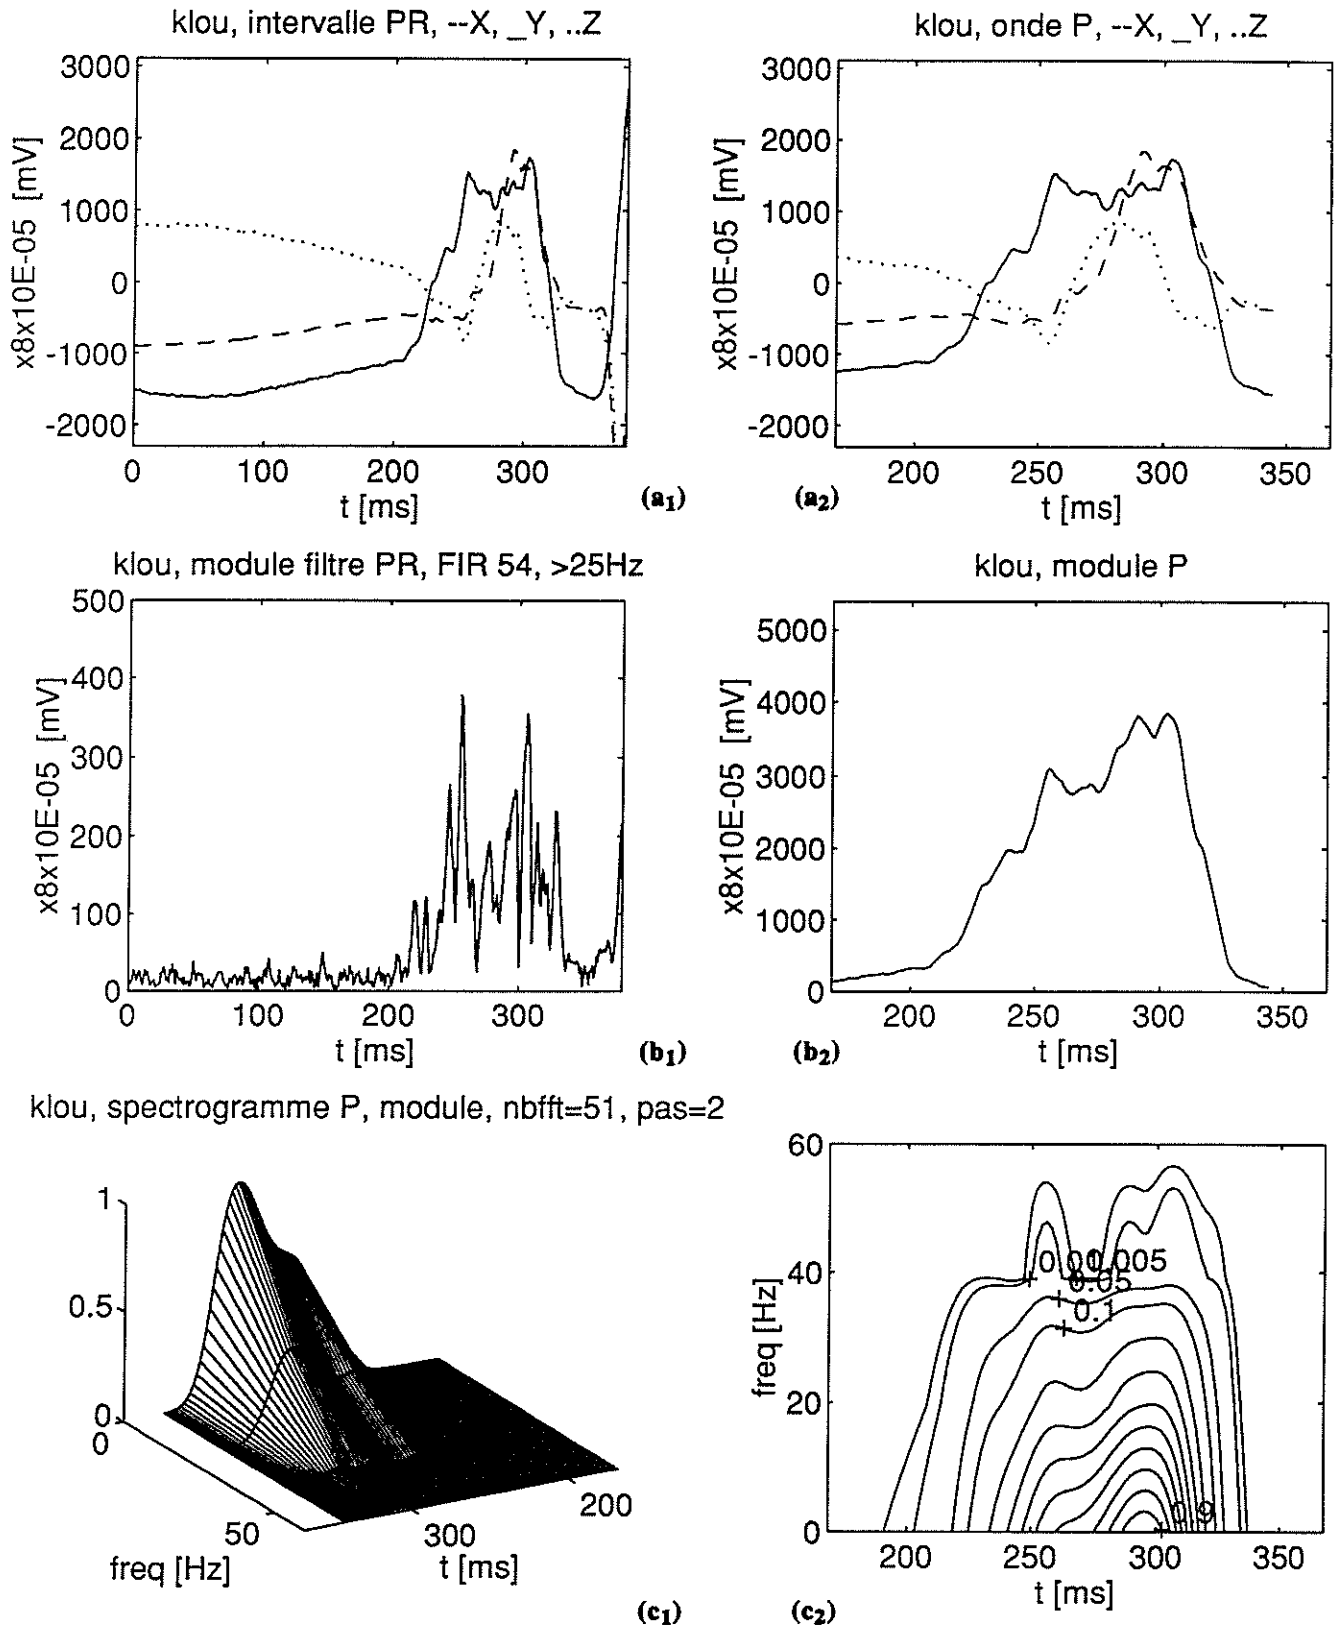 klou, intervalle PR, --X, _Y, ..Z
x8x10E-05 [mV]
3000
2000
1000
0
-1000
-2000
0
100
200
300
t [ms]
(a1)
klou, onde P, --X, _Y, ..Z
x8x10E-05 [mV]
3000
2000
1000
0
-1000
-2000
200
250
300
350
t [ms]
(a2)
klou, module filtre PR, FIR 54, >25Hz
x8x10E-05 [mV]
500
400
300
200
100
0
0
100
200
300
t [ms]
(b1)
klou, module P
x8x10E-05 [mV]
5000
4000
3000
2000
1000
0
200
250
300
350
t [ms]
(b2)
klou, spectrogramme P, module, nbfft=51, pas=2
1
0.5
0
0
50
freq [Hz]
300
200
t [ms]
(c1)
freq [Hz]
60
40
20
0
0.005
0.05
0.1
0.9
200
250
300
350
t [ms]
(c2)